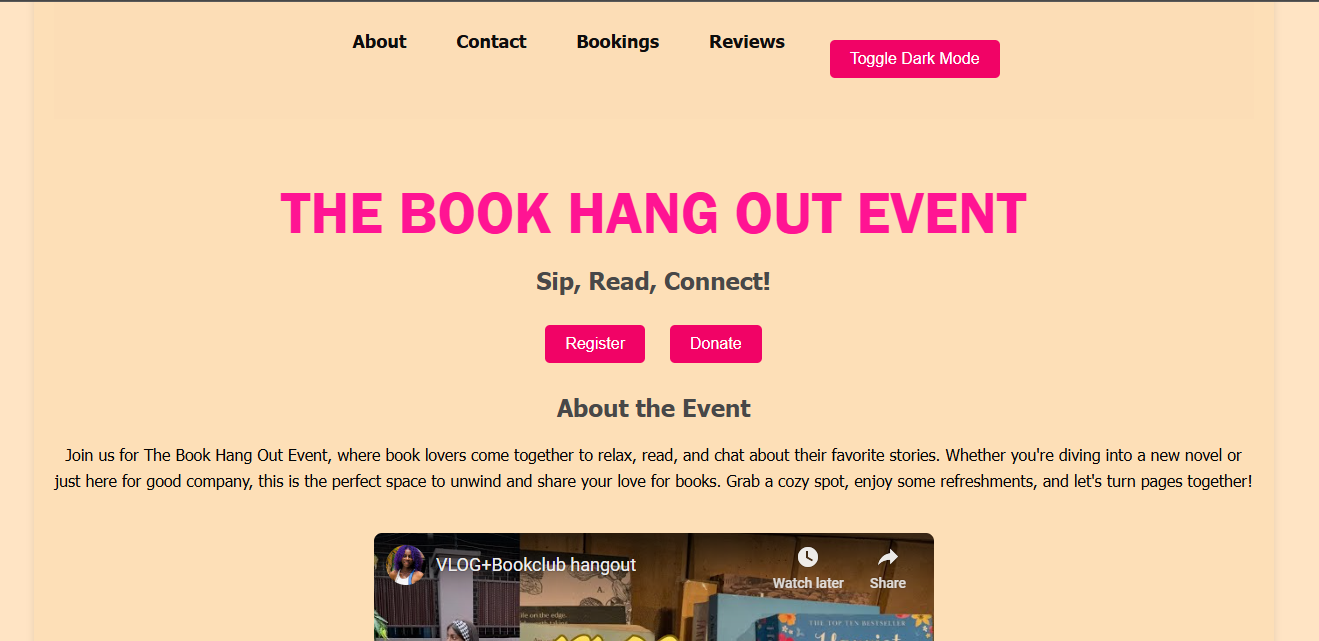 About Contact Bookings Reviews Toggle Dark Mode
THE BOOK HANG OUT EVENT
Sip, Read, Connect!
Register Donate
About the Event
Join us for The Book Hang Out Event, where book lovers come together to relax, read, and chat about their favorite stories. Whether you're diving into a new novel or
just here for good company, this is the perfect space to unwind and share your love for books. Grab a cozy spot, enjoy some refreshments, and let's turn pages together!
VLOG+Bookclub hangout
Watch later Share
THE TOP TEN BESTSELLER